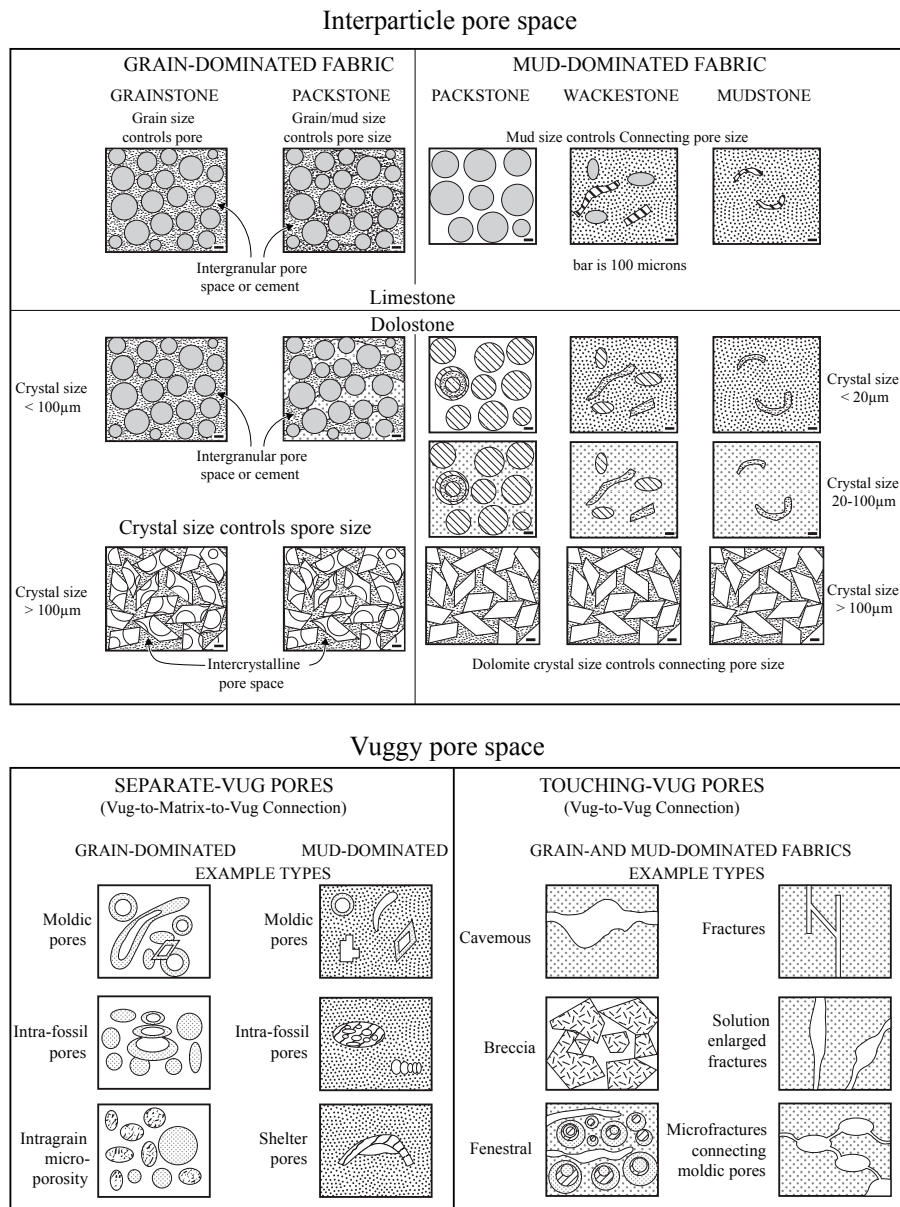 Interparticle pore space
GRAIN-DOMINATED FABRIC
MUD-DOMINATED FABRIC
GRAINSTONE
PACKSTONE
PACKSTONE
WACKESTONE
MUDSTONE
Grain size
controls pore
Grain/mud size
controls pore size
Mud size controls Connecting pore size
Intergranular pore
space or cement
bar is 100 microns
Limestone
Dolostone
Crystal size
< 100µm
Crystal size
< 20µm
Intergranular pore
space or cement
Crystal size
20-100µm
Crystal size controls spore size
Crystal size
> 100µm
Crystal size
> 100µm
Intercrystalline
pore space
Dolomite crystal size controls connecting pore size
Vuggy pore space
SEPARATE-VUG PORES
(Vug-to-Matrix-to-Vug Connection)
GRAIN-DOMINATED
MUD-DOMINATED
EXAMPLE TYPES
Moldic
pores
Moldic
pores
Intra-fossil
pores
Intra-fossil
pores
Intragrain
micro-
porosity
Shelter
pores
TOUCHING-VUG PORES
(Vug-to-Vug Connection)
GRAIN-AND MUD-DOMINATED FABRICS
EXAMPLE TYPES
Cavemous
Fractures
Breccia
Solution
enlarged
fractures
Fenestral
Microfractures
connecting
moldic pores